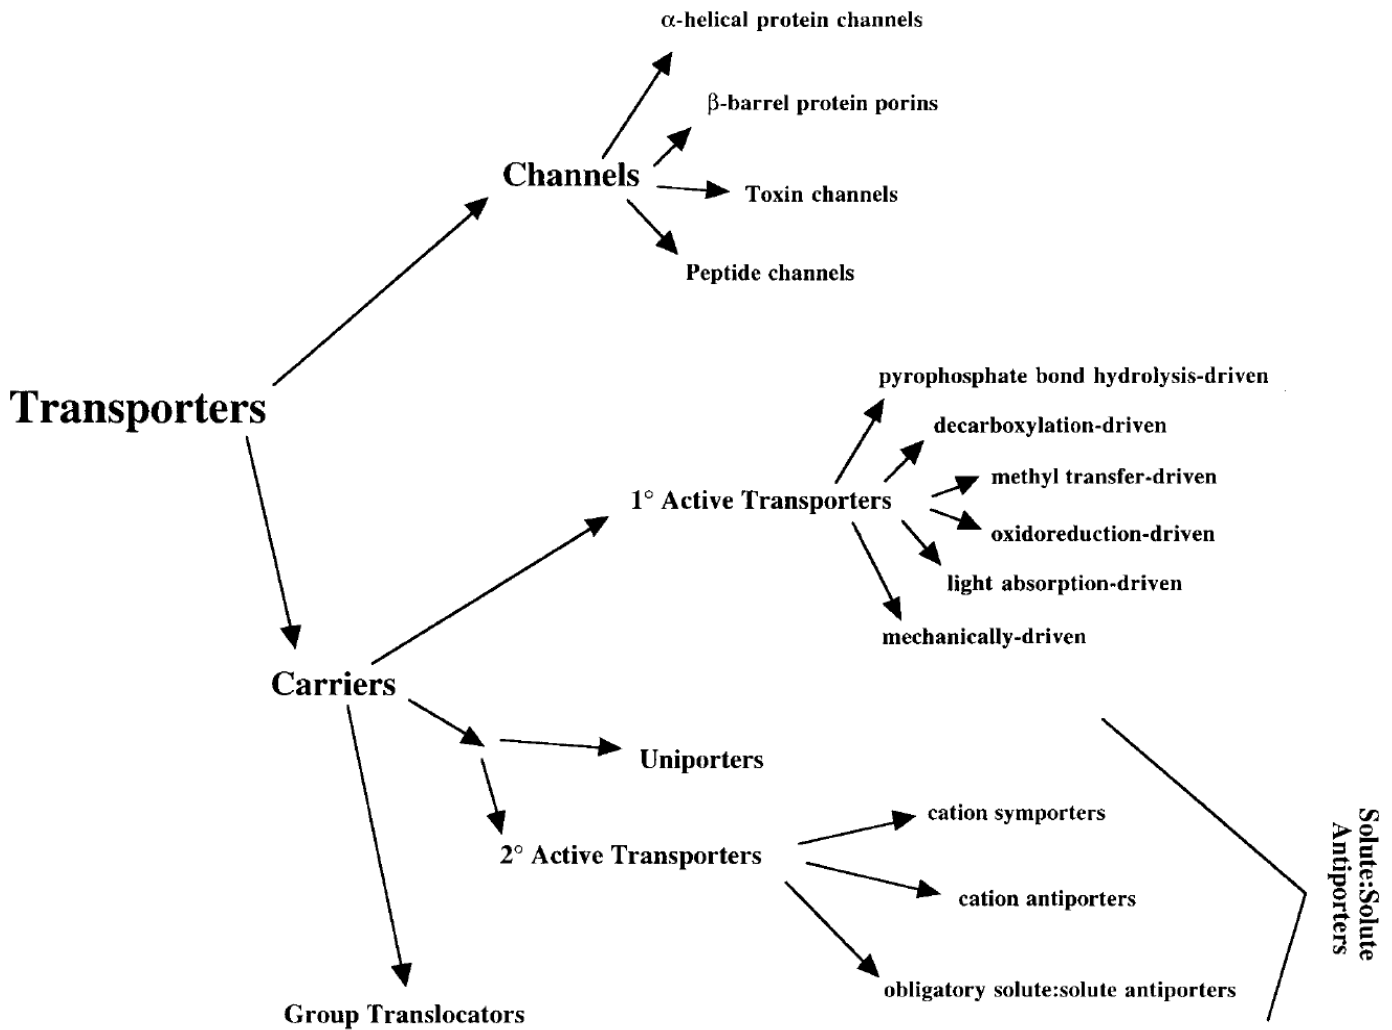 α-helical protein channels
β-barrel protein porins
Channels
Toxin channels
Peptide channels
Transporters
pyrophosphate bond hydrolysis-driven
decarboxylation-driven
methyl transfer-driven
1° Active Transporters
oxidoreduction-driven
light absorption-driven
mechanically-driven
Carriers
Uniporters
cation symporters
2° Active Transporters
cation antiporters
obligatory solute:solute antiporters
Solute:Solute
Antiporters
Group Translocators